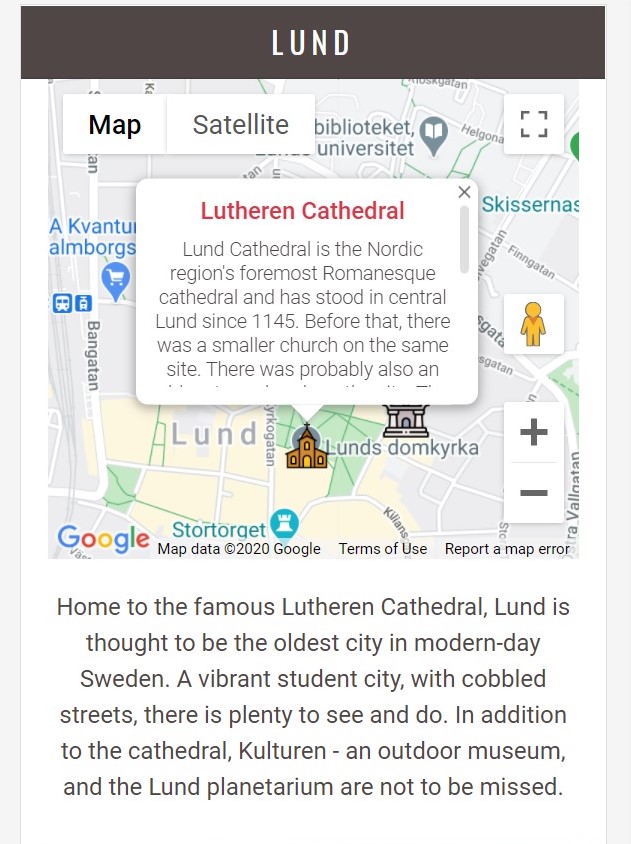 LUND
Kioskgatan
Map
Satellite
biblioteket,
universitet
Helgona
Skissernas
A Kvantu
almborgs
Lutheren Cathedral
Lund Cathedral is the Nordic
region's foremost Romanesque
cathedral and has stood in central
Lund since 1145. Before that, there
was a smaller church on the same
site. There was probably also an
Finngatan
Bangatan
Lund
Lunds domkyrka
Stortorget
Kilians
Google
Map data ©2020 Google
Terms of Use
Report a map error
Home to the famous Lutheren Cathedral, Lund is
thought to be the oldest city in modern-day
Sweden. A vibrant student city, with cobbled
streets, there is plenty to see and do. In addition
to the cathedral, Kulturen - an outdoor museum,
and the Lund planetarium are not to be missed.